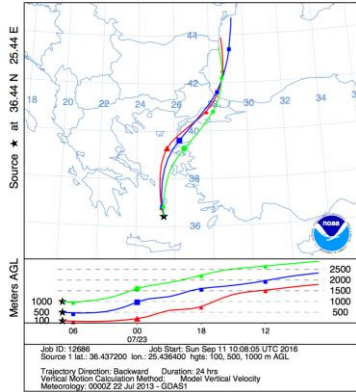 Source ★ at 36.44 N 25.44 E
44
18
20
22
24
26
28
30
32
34
42
40
38
36
noaa
Meters AGL
2500
2000
1500
1000
500
1000
500
100
06 00 18 12
07/23
Job ID: 12686 Job Start: Sun Sep 11 10:08:05 UTC 2016
Source 1 lat.: 36.437200 lon.: 25.436400 hgts: 100, 500, 1000 m AGL
Trajectory Direction: Backward Duration: 24 hrs
Vertical Motion Calculation Method: Model Vertical Velocity
Meteorology: 0000Z 22 Jul 2013 - GDAS1